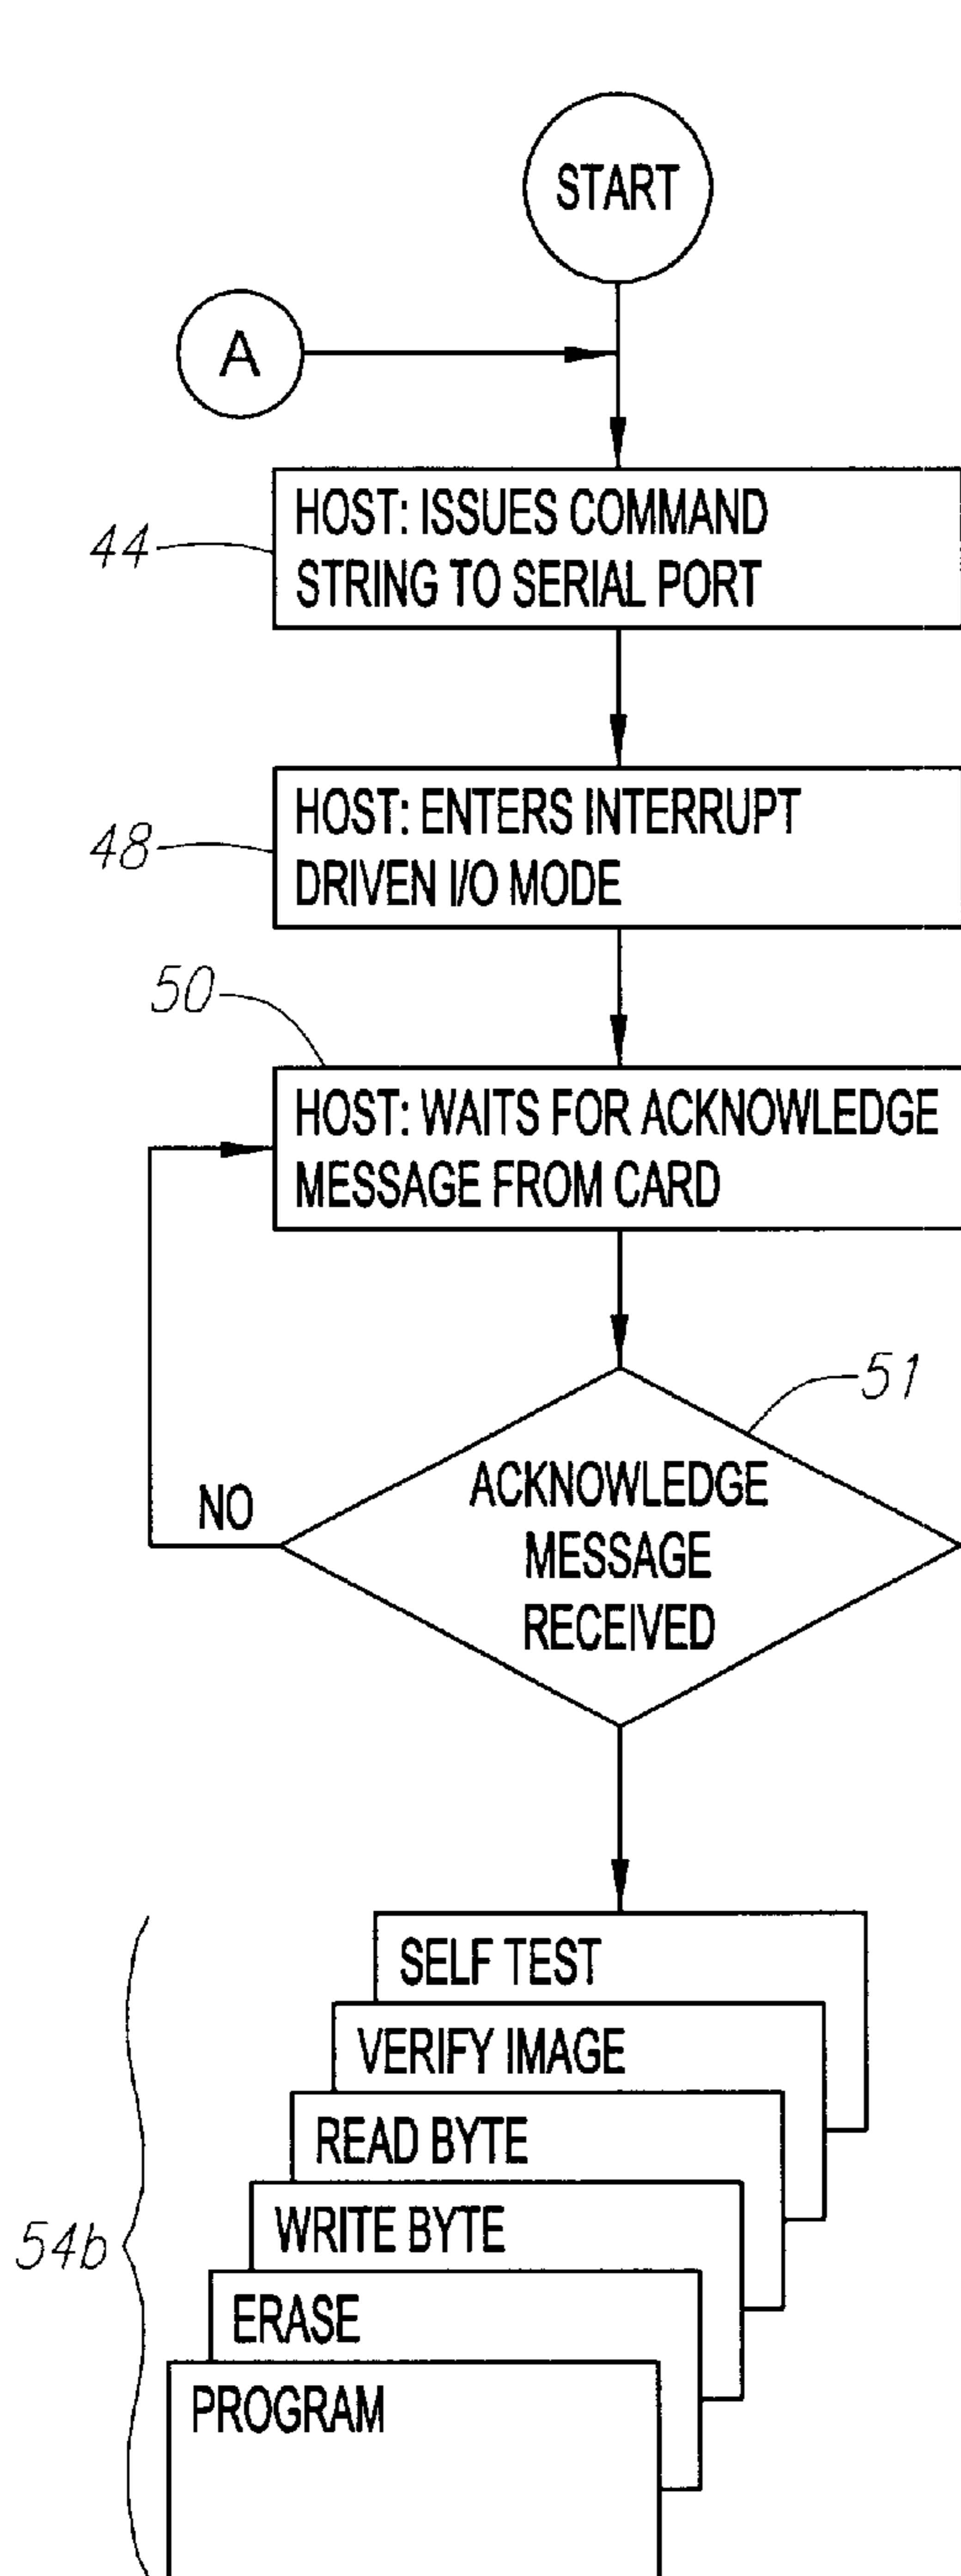 START
A
HOST: ISSUES COMMAND
STRING TO SERIAL PORT
44
HOST: ENTERS INTERRUPT
DRIVEN I/O MODE
48
50
HOST: WAITS FOR ACKNOWLEDGE
MESSAGE FROM CARD
51
ACKNOWLEDGE
MESSAGE
RECEIVED
NO
SELF TEST
VERIFY IMAGE
READ BYTE
WRITE BYTE
54b
ERASE
PROGRAM